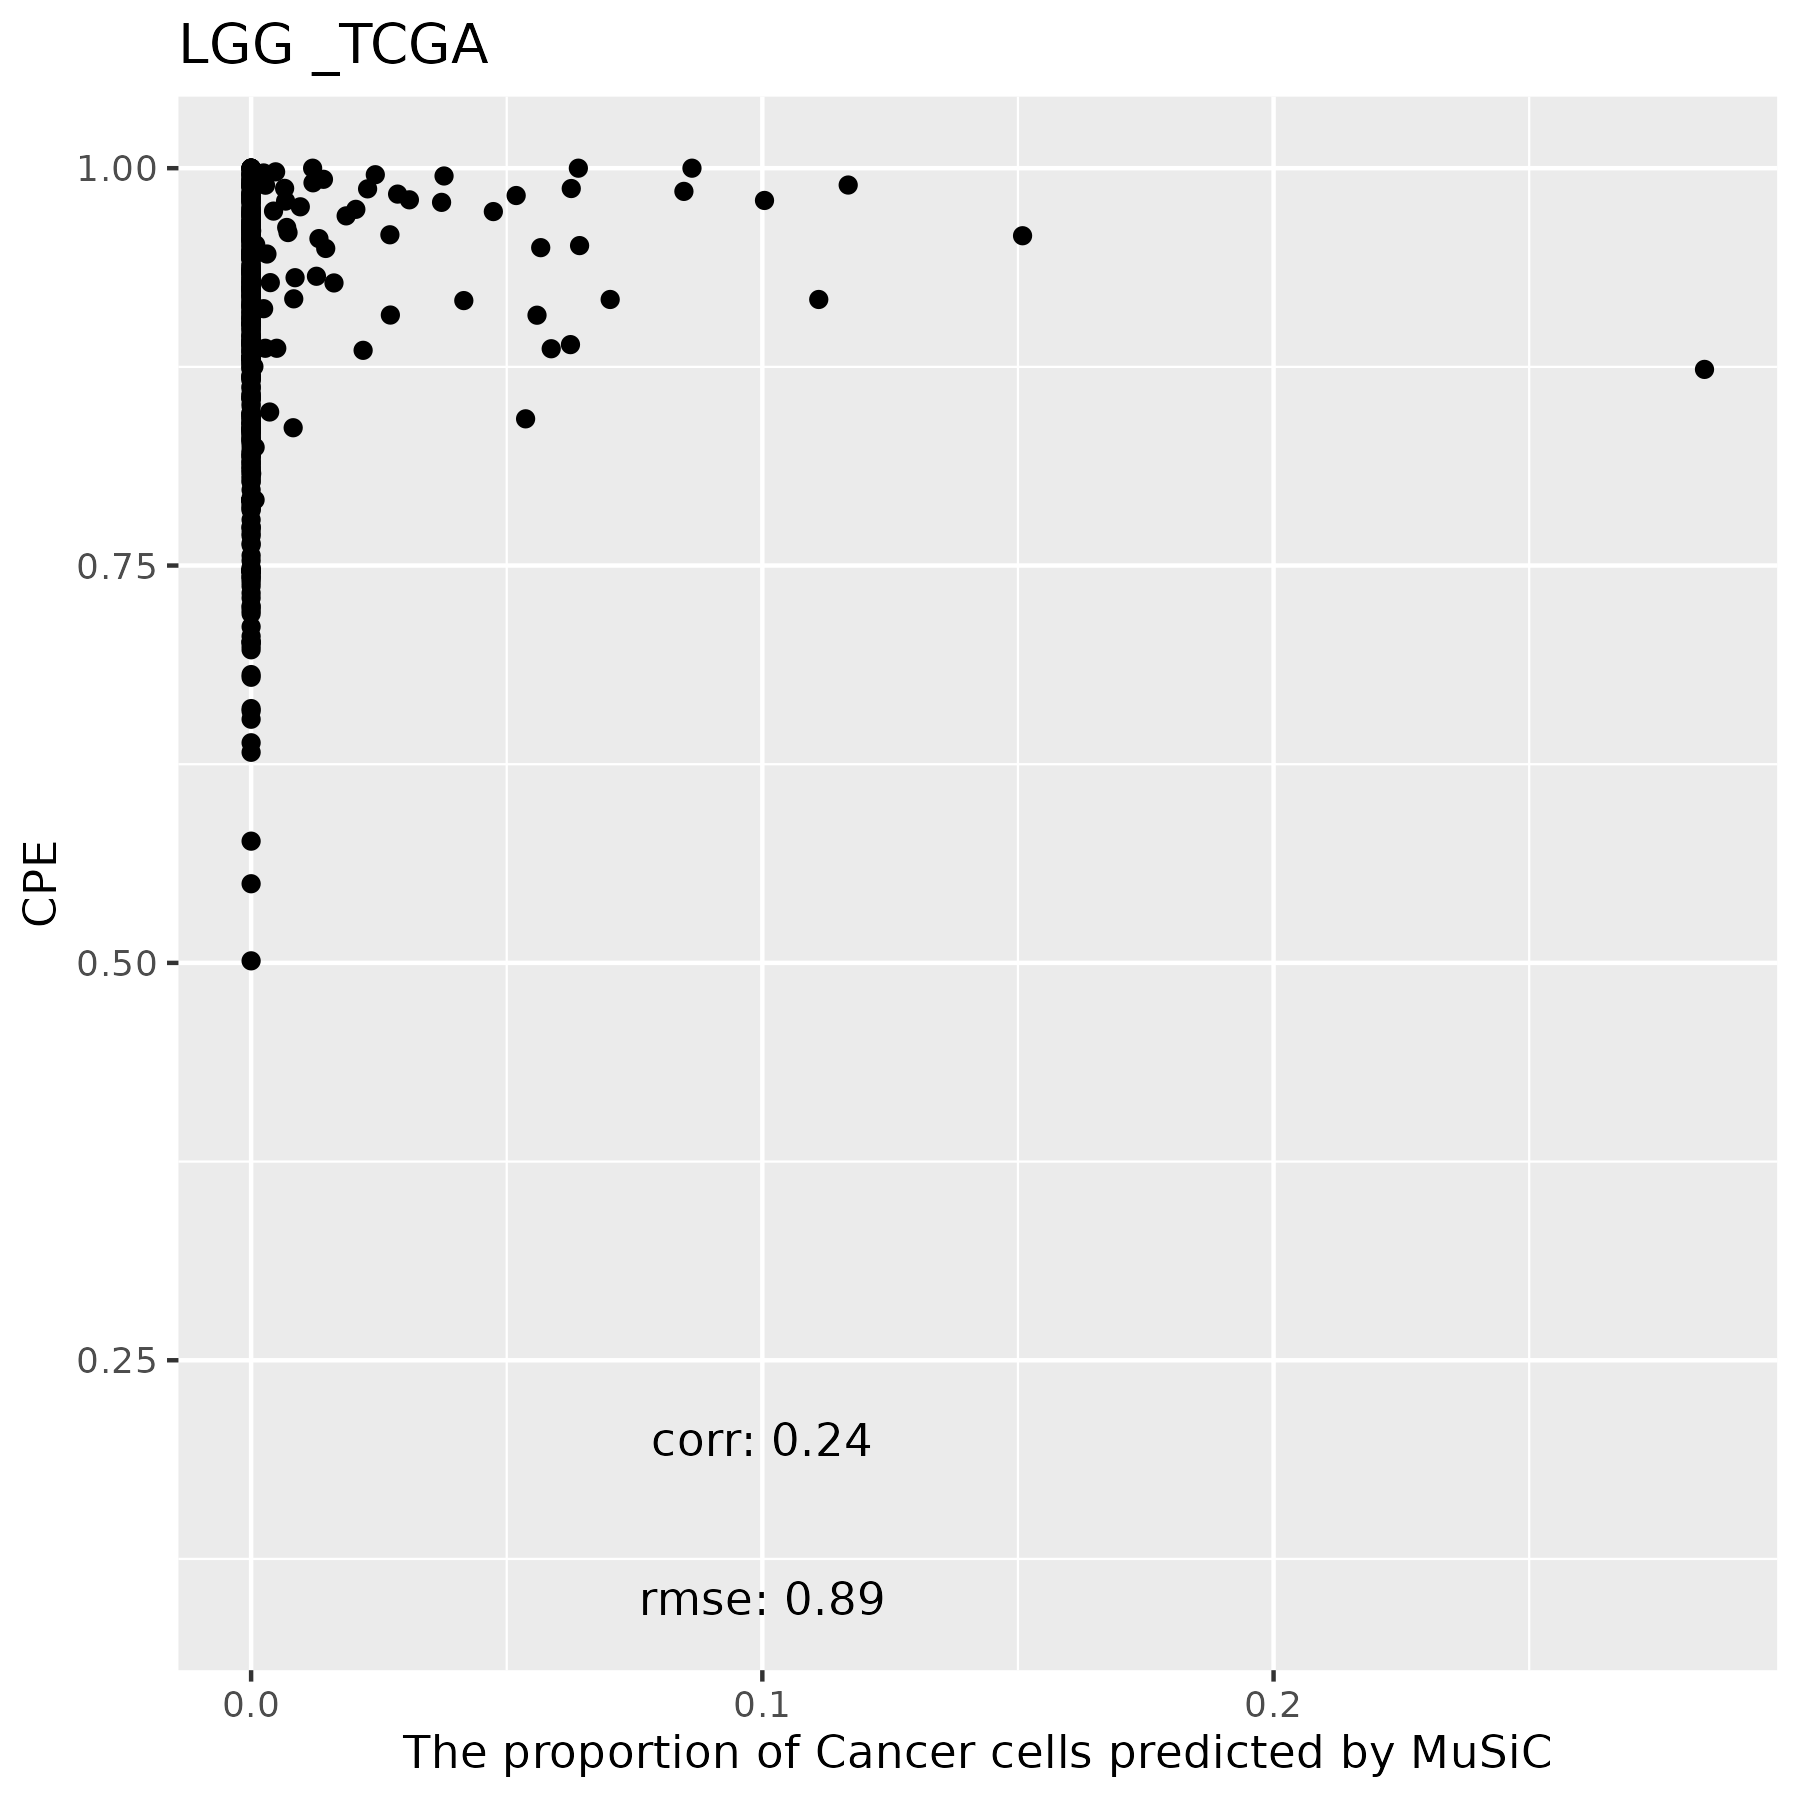 LGG _TCGA
1.00
0.75
0.50
0.25
CPE
corr: 0.24
rmse: 0.89
0.0 0.1 0.2
The proportion of Cancer cells predicted by MuSiC